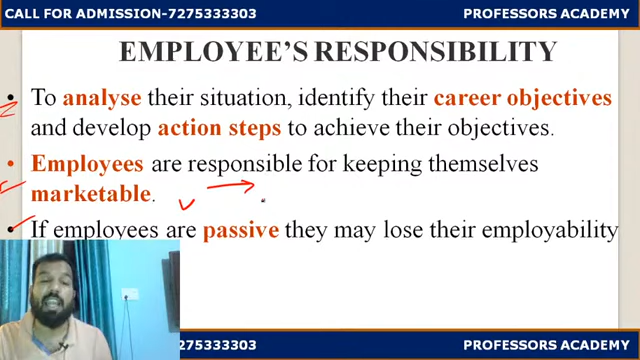 CALL FOR ADMISSION-7275333303 PROFESSORS ACADEMY
EMPLOYEE'S RESPONSIBILITY
• To analyse their situation, identify their career objectives
and develop action steps to achieve their objectives.
• Employees are responsible for keeping themselves
marketable.
• If employees are passive they may lose their employability
75333303 PROFESSORS ACADEMY